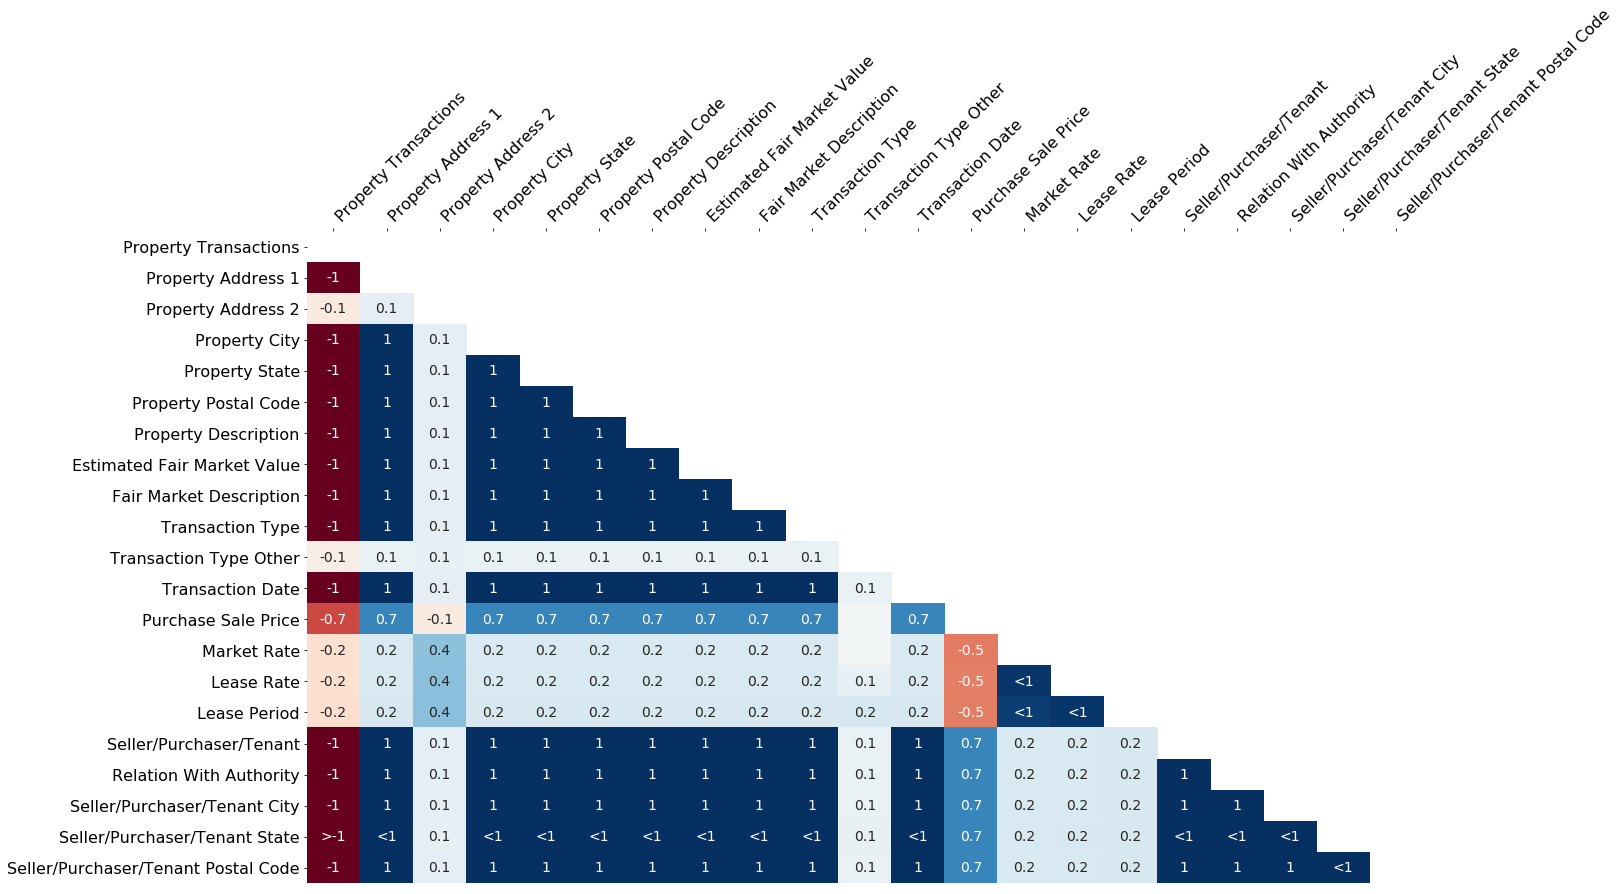 Property Transactions
Property Address 1
Property Address 2
Property City
Property State
Property Postal Code
Property Description
Estimated Fair Market Value
Fair Market Description
Transaction Type
Transaction Type Other
Transaction Date
Purchase Sale Price
Market Rate
Lease Rate
Lease Period
Seller/Purchaser/Tenant
Relation With Authority
Seller/Purchaser/Tenant City
Seller/Purchaser/Tenant State
Seller/Purchaser/Tenant Postal Code
Property Transactions
Property Address 1 -1
Property Address 2 -0.1 0.1
Property City -1 1 0.1
Property State -1 1 0.1 1
Property Postal Code -1 1 0.1 1 1
Property Description -1 1 0.1 1 1 1
Estimated Fair Market Value -1 1 0.1 1 1 1 1
Fair Market Description -1 1 0.1 1 1 1 1 1
Transaction Type -1 1 0.1 1 1 1 1 1 1
Transaction Type Other -0.1 0.1 0.1 0.1 0.1 0.1 0.1 0.1 0.1 0.1
Transaction Date -1 1 0.1 1 1 1 1 1 1 1 0.1
Purchase Sale Price -0.7 0.7 -0.1 0.7 0.7 0.7 0.7 0.7 0.7 0.7 0.7
Market Rate -0.2 0.2 0.4 0.2 0.2 0.2 0.2 0.2 0.2 0.2 0.2 -0.5
Lease Rate -0.2 0.2 0.4 0.2 0.2 0.2 0.2 0.2 0.2 0.2 0.1 0.2 -0.5 <1
Lease Period -0.2 0.2 0.4 0.2 0.2 0.2 0.2 0.2 0.2 0.2 0.2 0.2 -0.5 <1 <1
Seller/Purchaser/Tenant -1 1 0.1 1 1 1 1 1 1 1 0.1 1 0.7 0.2 0.2 0.2
Relation With Authority -1 1 0.1 1 1 1 1 1 1 1 0.1 1 0.7 0.2 0.2 0.2 1
Seller/Purchaser/Tenant City -1 1 0.1 1 1 1 1 1 1 1 0.1 1 0.7 0.2 0.2 0.2 1 1
Seller/Purchaser/Tenant State >-1 <1 0.1 <1 <1 <1 <1 <1 <1 <1 0.1 <1 0.7 0.2 0.2 0.2 <1 <1 <1
Seller/Purchaser/Tenant Postal Code -1 1 0.1 1 1 1 1 1 1 1 0.1 1 0.7 0.2 0.2 0.2 1 1 1 <1